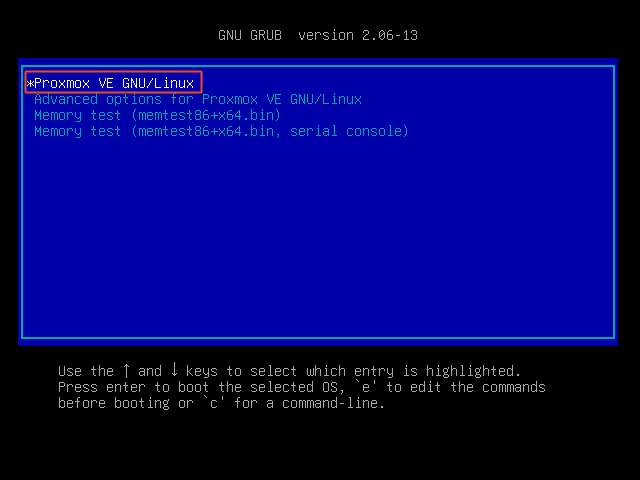 GNU GRUB version 2.06-13
*Proxmox VE GNU/Linux
Advanced options for Proxmox VE GNU/Linux
Memory test (memtest86+x64.bin)
Memory test (memtest86+x64.bin, serial console)
Use the ↑ and ↓ keys to select which entry is highlighted.
Press enter to boot the selected OS, `e' to edit the commands
before booting or `c' for a command-line.